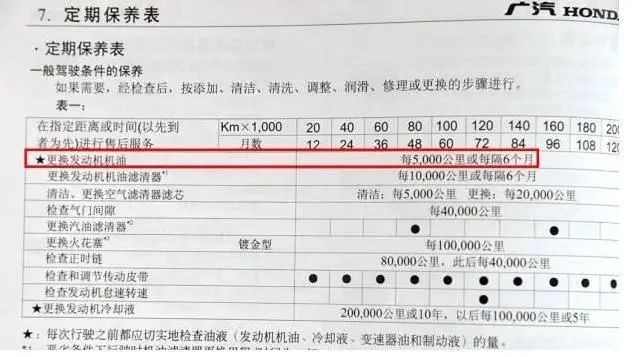 7. 定期保养表 广汽 HONDA
· 定期保养表
一般驾驶条件的保养
如果需要，经检查后，按添加、清洁、清洗、调整、润滑、修理或更换的步骤进行。
表一：
在指定距离或时间(以先到 Km×1,000 20 40 60 80 100 120 140 160 180 200
者为先)进行售后服务 月数 12 24 36 48 60 72 84 96 108 120
★更换发动机机油 每5,000公里或每隔6个月
更换发动机机油滤清器*¹ 每10,000公里或每隔6个月
清洁、更换空气滤清器滤芯 清洁：每5,000公里 更换：每20,000公里
检查气门间隙 每40,000公里
更换汽油滤清器*² ● ●
更换火花塞*² 镀金型 每100,000公里
检查正时链 80,000公里，此后每40,000公里
检查和调节传动皮带 ● ● ● ● ● ● ● ● ● ●
检查发动机怠速转速 ●
★更换发动机冷却液 200,000公里或10年，以后每100,000公里或5年
★：每次行驶之前都应切实地检查油液（发动机机油、冷却液、变速器油和制动液）的量。